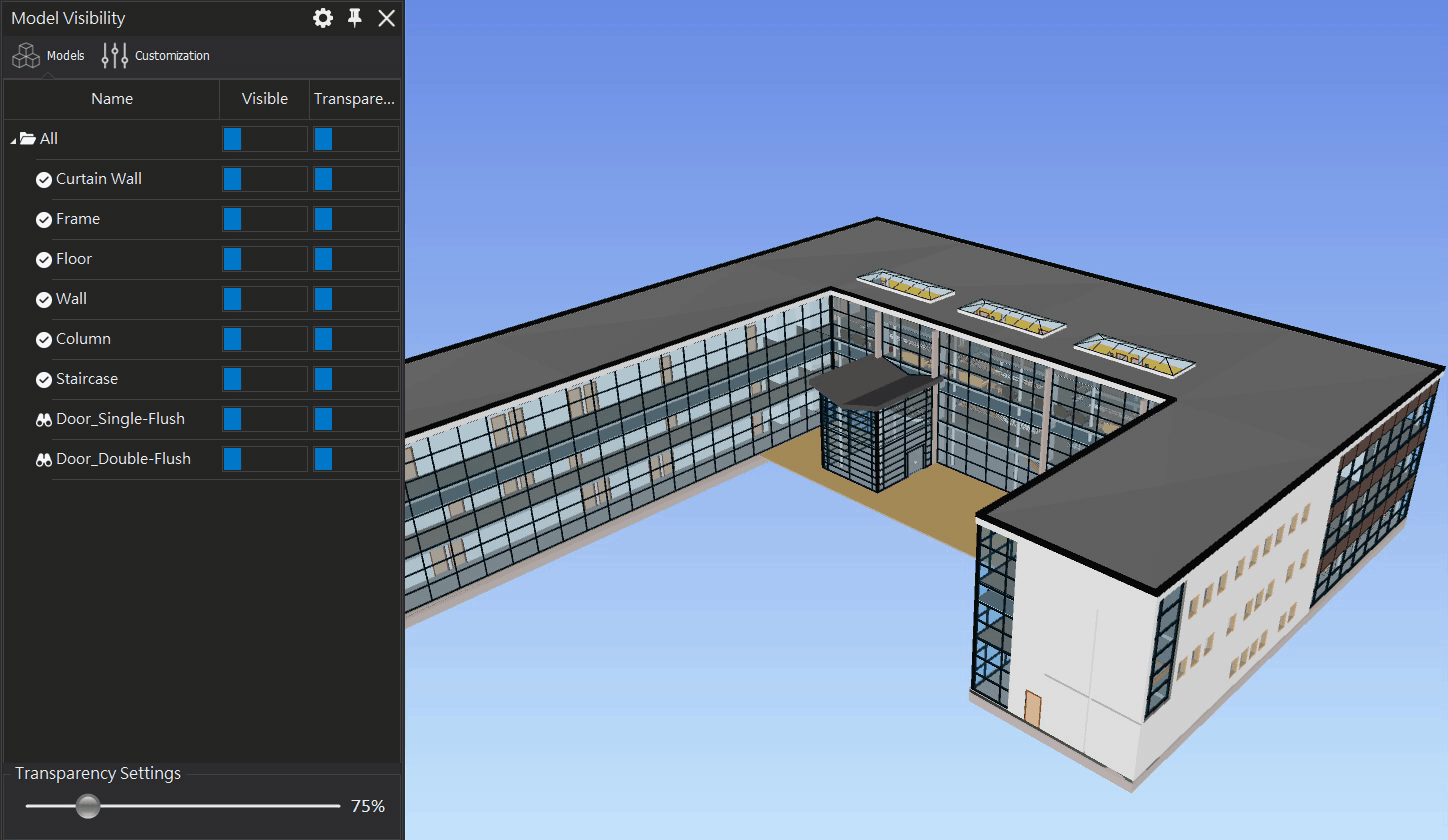 Model Visibility
Models Customization
Name Visible Transpare...
All
Curtain Wall
Frame
Floor
Wall
Column
Staircase
Door_Single-Flush
Door_Double-Flush
Transparency Settings
75%